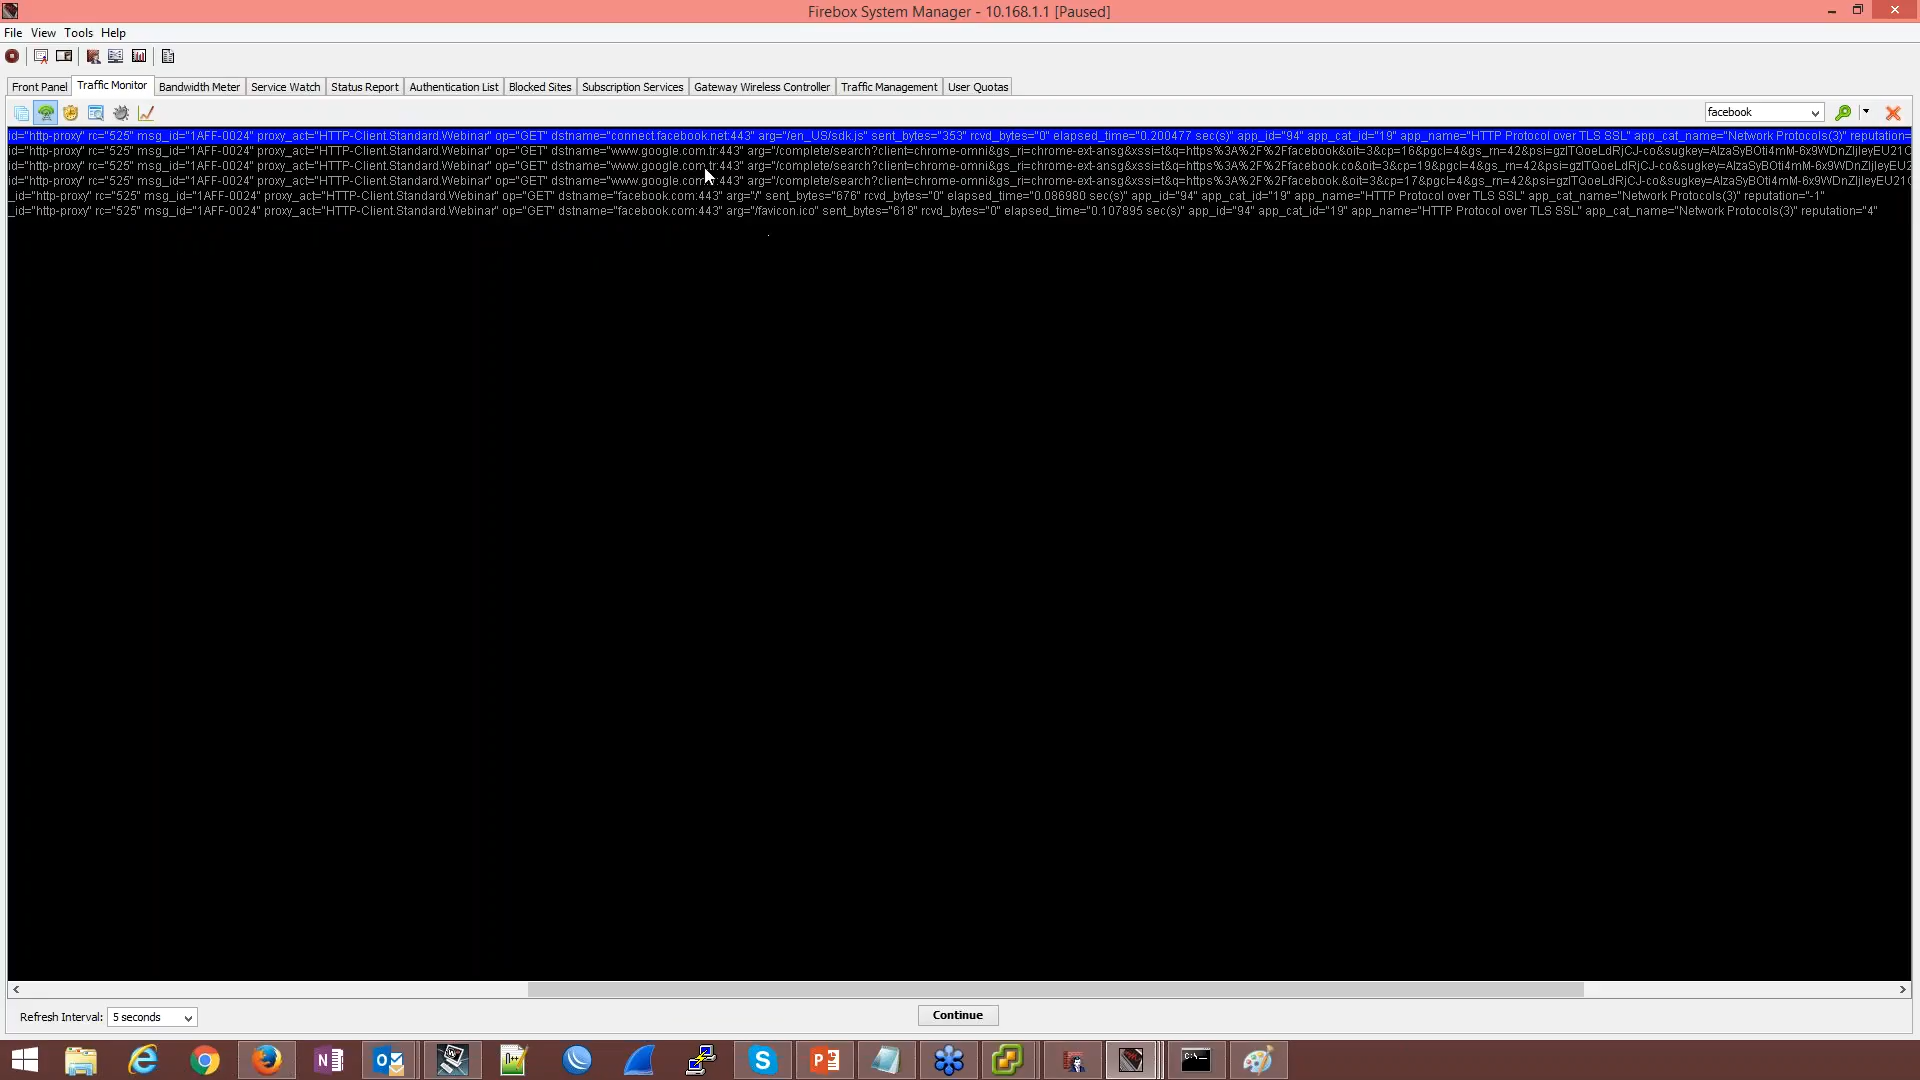 Firebox System Manager - 10.168.1.1 [Paused]
File View Tools Help
Front Panel Traffic Monitor Bandwidth Meter Service Watch Status Report Authentication List Blocked Sites Subscription Services Gateway Wireless Controller Traffic Management User Quotas
facebook
id="http-proxy" rc="525" msg_id="1AFF-0024" proxy_act="HTTP-Client.Standard.Webinar" op="GET" dstname="connect.facebook.net:443" arg="/en_US/sdk.js" sent_bytes="353" rcvd_bytes="0" elapsed_time="0.200477 sec(s)" app_id="94" app_cat_id="19" app_name="HTTP Protocol over TLS SSL" app_cat_name="Network Protocols(3)" reputation=
id="http-proxy" rc="525" msg_id="1AFF-0024" proxy_act="HTTP-Client.Standard.Webinar" op="GET" dstname="www.google.com.tr:443" arg="/complete/search?client=chrome-omni&gs_ri=chrome-ext-ansg&xssi=t&q=https%3A%2F%2Ffacebook&oit=3&cp=16&pgcl=4&gs_rn=42&psi=gzlTQoeLdRjCJ-co&sugkey=
id="http-proxy" rc="525" msg_id="1AFF-0024" proxy_act="HTTP-Client.Standard.Webinar" op="GET" dstname="www.google.com.tr:443" arg="/complete/search?client=chrome-omni&gs_ri=chrome-ext-ansg&xssi=t&q=https%3A%2F%2Ffacebook.co&oit=3&cp=19&pgcl=4&gs_rn=42&psi=gzlTQoeLdRjCJ-co&sugkey=
id="http-proxy" rc="525" msg_id="1AFF-0024" proxy_act="HTTP-Client.Standard.Webinar" op="GET" dstname="www.google.com.tr:443" arg="/complete/search?client=chrome-omni&gs_ri=chrome-ext-ansg&xssi=t&q=https%3A%2F%2Ffacebook.&oit=3&cp=17&pgcl=4&gs_rn=42&psi=gzlTQoeLdRjCJ-co&sugkey=
_id="http-proxy" rc="525" msg_id="1AFF-0024" proxy_act="HTTP-Client.Standard.Webinar" op="GET" dstname="facebook.com:443" arg="/" sent_bytes="676" rcvd_bytes="0" elapsed_time="0.086980 sec(s)" app_id="94" app_cat_id="19" app_name="HTTP Protocol over TLS SSL" app_cat_name="Network Protocols(3)" reputation="-1"
_id="http-proxy" rc="525" msg_id="1AFF-0024" proxy_act="HTTP-Client.Standard.Webinar" op="GET" dstname="facebook.com:443" arg="/favicon.ico" sent_bytes="618" rcvd_bytes="0" elapsed_time="0.107895 sec(s)" app_id="94" app_cat_id="19" app_name="HTTP Protocol over TLS SSL" app_cat_name="Network Protocols(3)" reputation="4"
Refresh Interval: 5 seconds
Continue